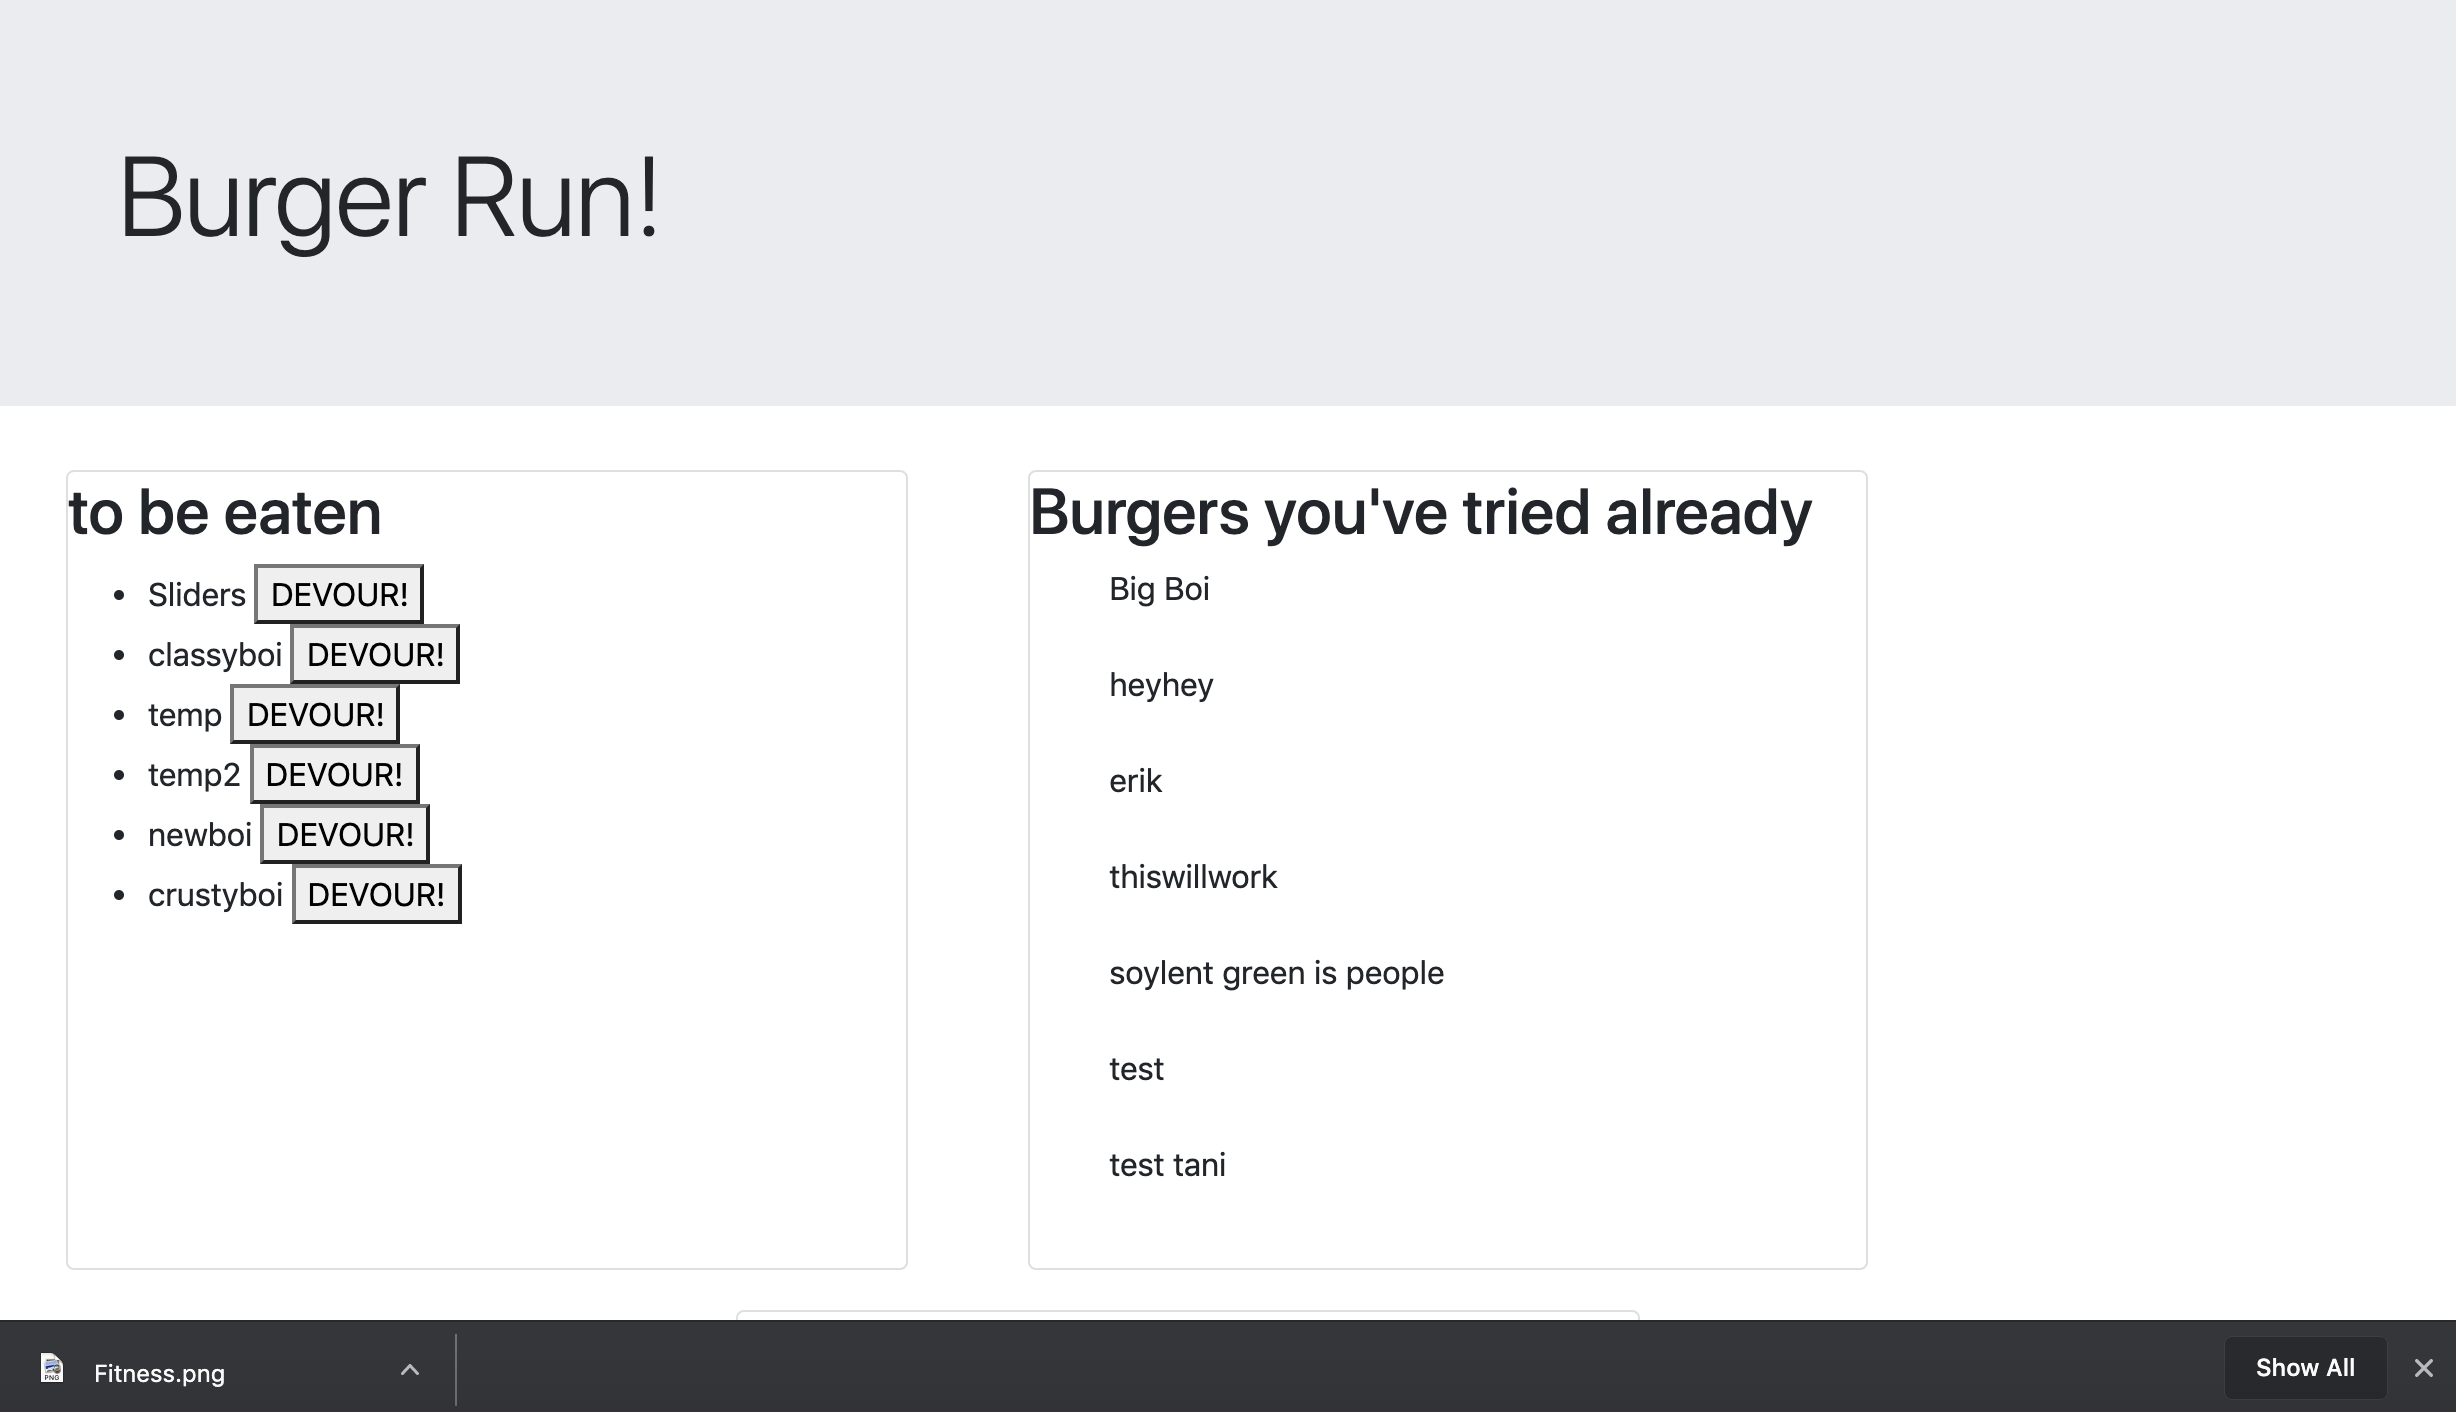 Burger Run!
to be eaten
Sliders DEVOUR!
classyboi DEVOUR!
temp DEVOUR!
temp2 DEVOUR!
newboi DEVOUR!
crustyboi DEVOUR!
Burgers you've tried already
Big Boi
heyhey
erik
thiswillwork
soylent green is people
test
test tani
PNG
Fitness.png
Show All